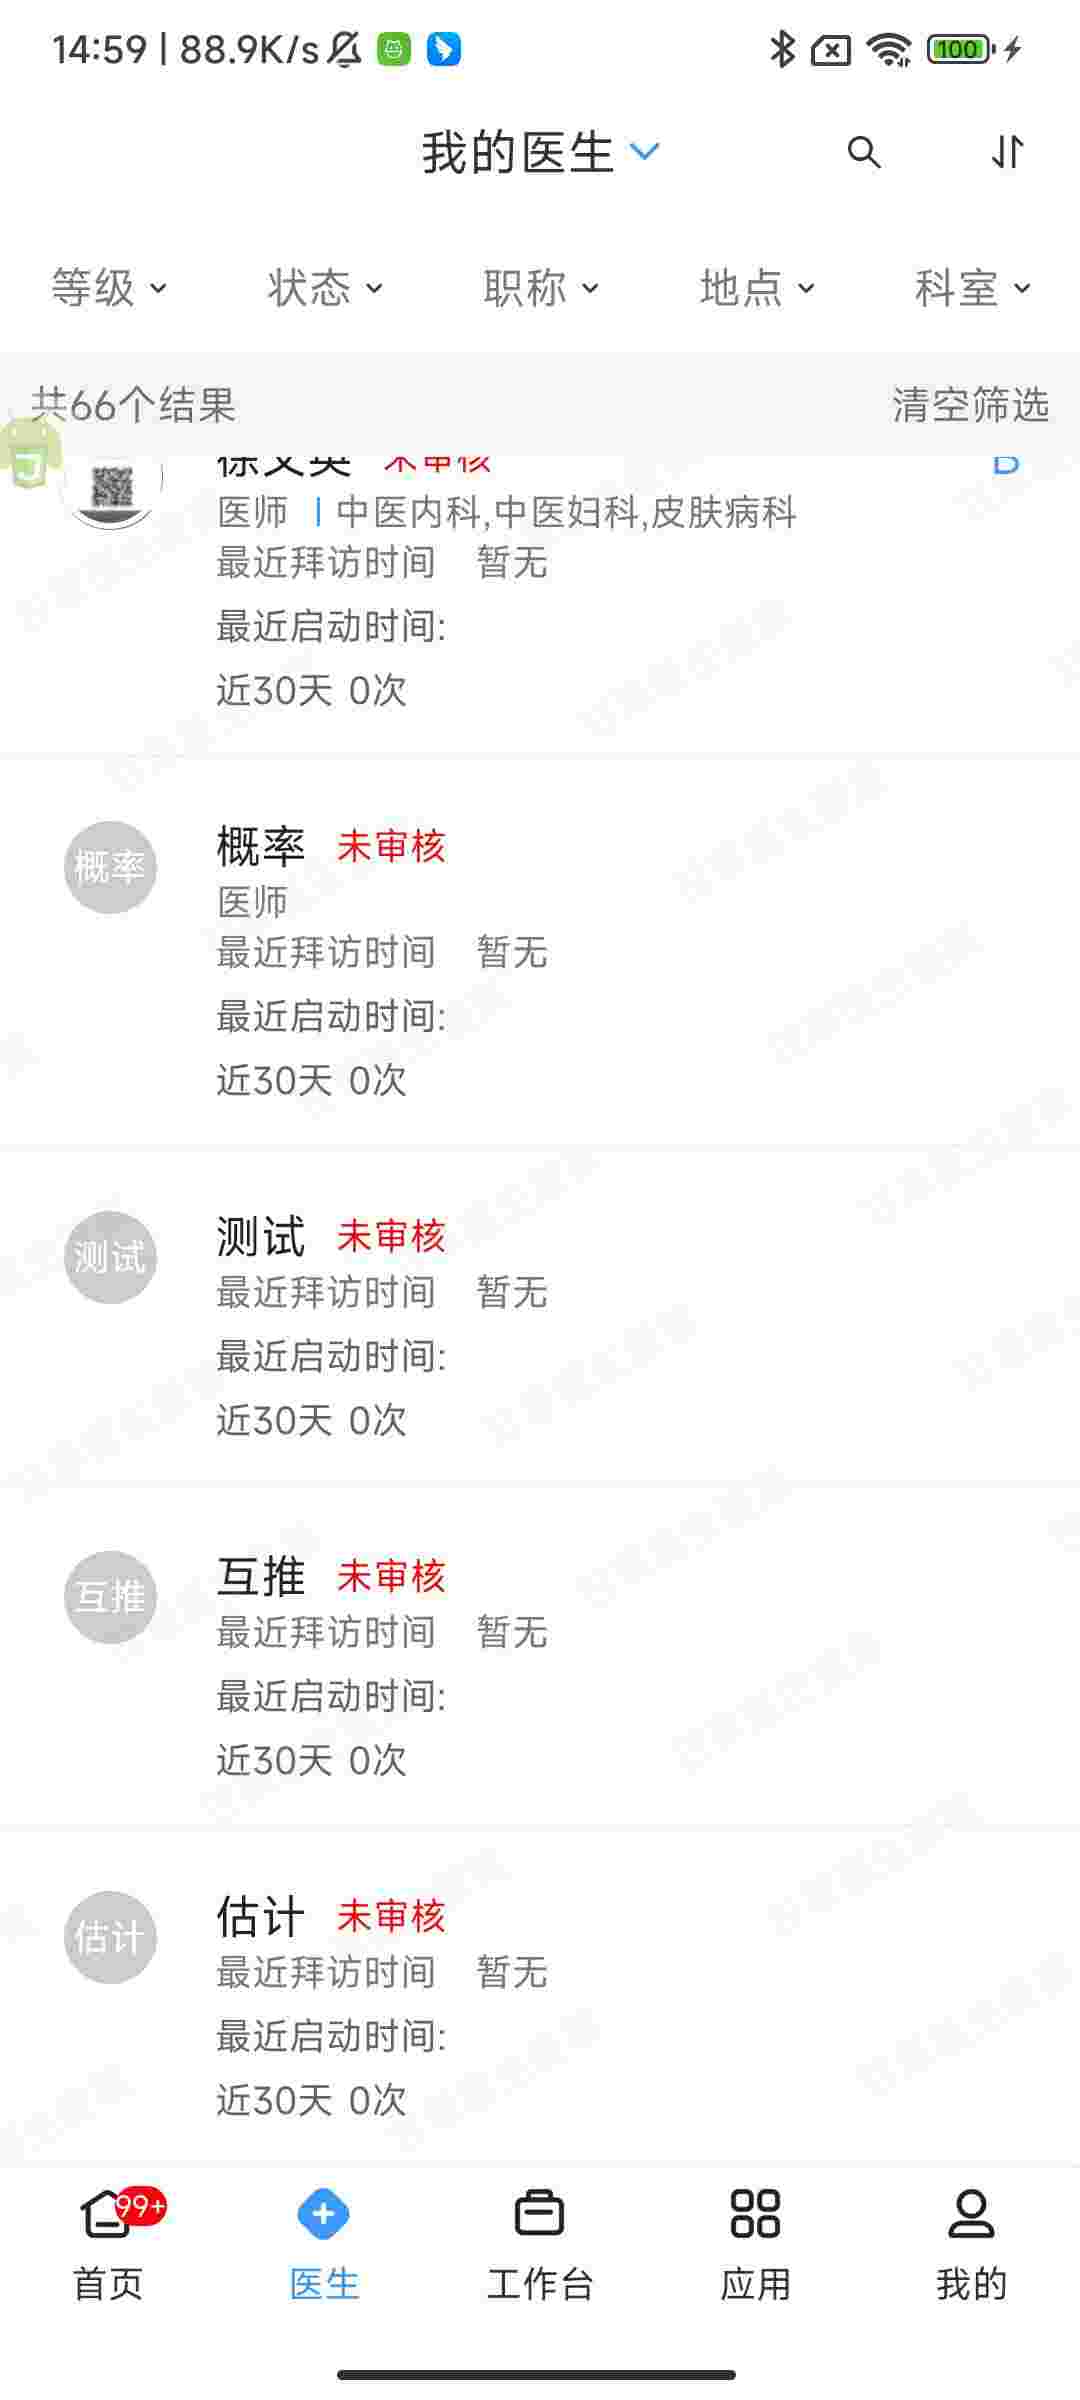 14:59 | 88.9K/s
100
我的医生
等级 状态 职称 地点 科室
共66个结果 清空筛选
徐文英 未审核 B
医师 | 中医内科,中医妇科,皮肤病科
最近拜访时间 暂无
最近启动时间:
近30天 0次
概率
概率 未审核
医师
最近拜访时间 暂无
最近启动时间:
近30天 0次
测试
测试 未审核
最近拜访时间 暂无
最近启动时间:
近30天 0次
互推
互推 未审核
最近拜访时间 暂无
最近启动时间:
近30天 0次
估计
估计 未审核
最近拜访时间 暂无
最近启动时间:
近30天 0次
99+
首页 医生 工作台 应用 我的